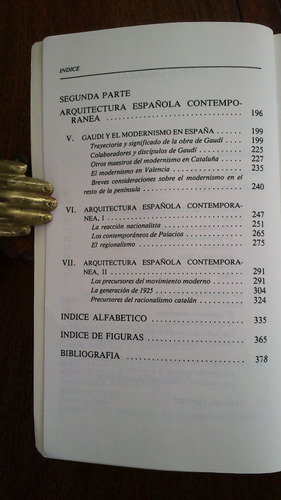 INDICE
SEGUNDA PARTE
ARQUITECTURA ESPAÑOLA CONTEMPO-
RANEA ........ 196
V. GAUDI Y EL MODERNISMO EN ESPAÑA ........ 199
Trayectoria y significado de la obra de Gaudí ........ 199
Colaboradores y discípulos de Gaudí ........ 225
Otros maestros del modernismo en Cataluña ........ 227
El modernismo en Valencia ........ 235
Breves consideraciones sobre el modernismo en el
resto de la península ........ 240
VI. ARQUITECTURA ESPAÑOLA CONTEMPORA-
NEA, I ........ 247
La reacción nacionalista ........ 251
Los contemporáneos de Palacios ........ 265
El regionalismo ........ 275
VII. ARQUITECTURA ESPAÑOLA CONTEMPORA-
NEA, II ........ 291
Los precursores del movimiento moderno ........ 291
La generación de 1925 ........ 304
Precursores del racionalismo catalán ........ 324
INDICE ALFABETICO ........ 335
INDICE DE FIGURAS ........ 365
BIBLIOGRAFIA ........ 378